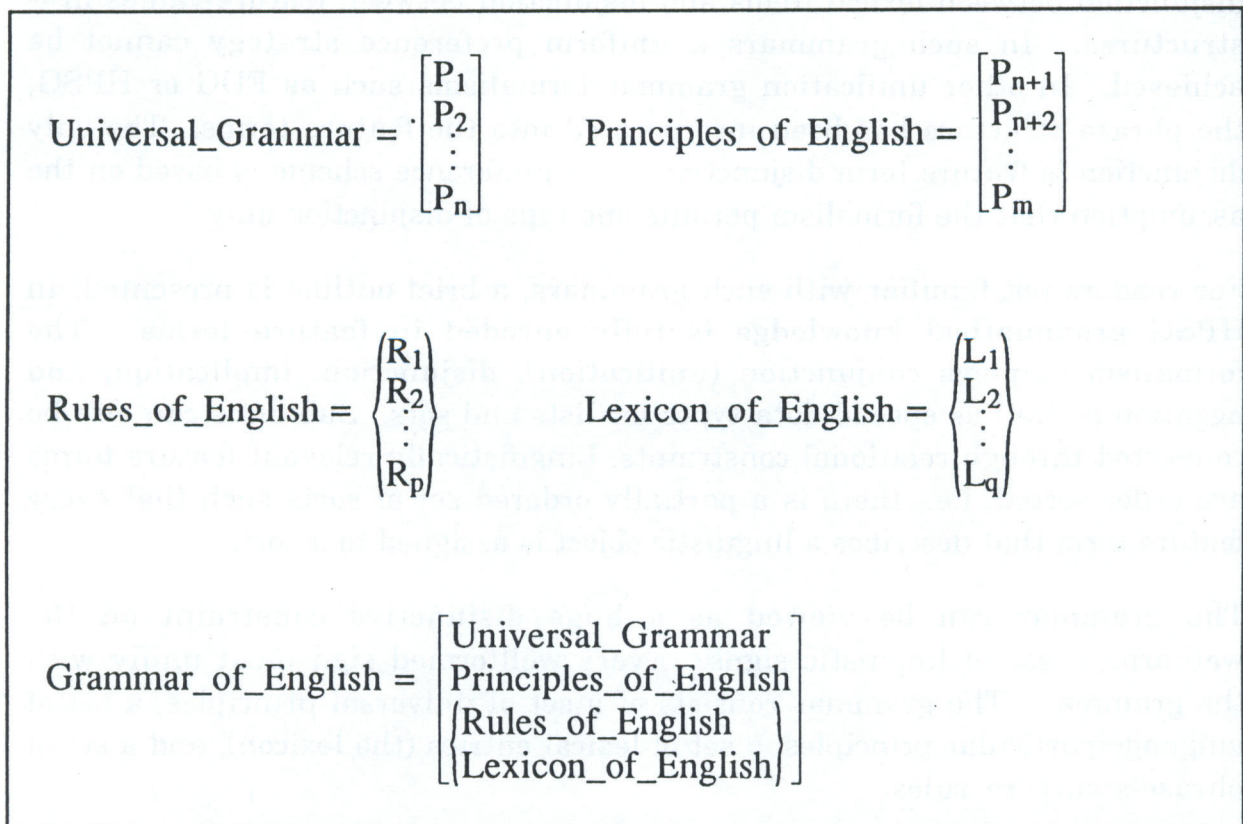 Universal_Grammar = [P1 P2 ⋮ Pn] Principles_of_English = [Pn+1 Pn+2 ⋮ Pm]
Rules_of_English = {R1 R2 ⋮ Rp} Lexicon_of_English = {L1 L2 ⋮ Lq}
Grammar_of_English = [Universal_Grammar
Principles_of_English
{Rules_of_English
Lexicon_of_English}]